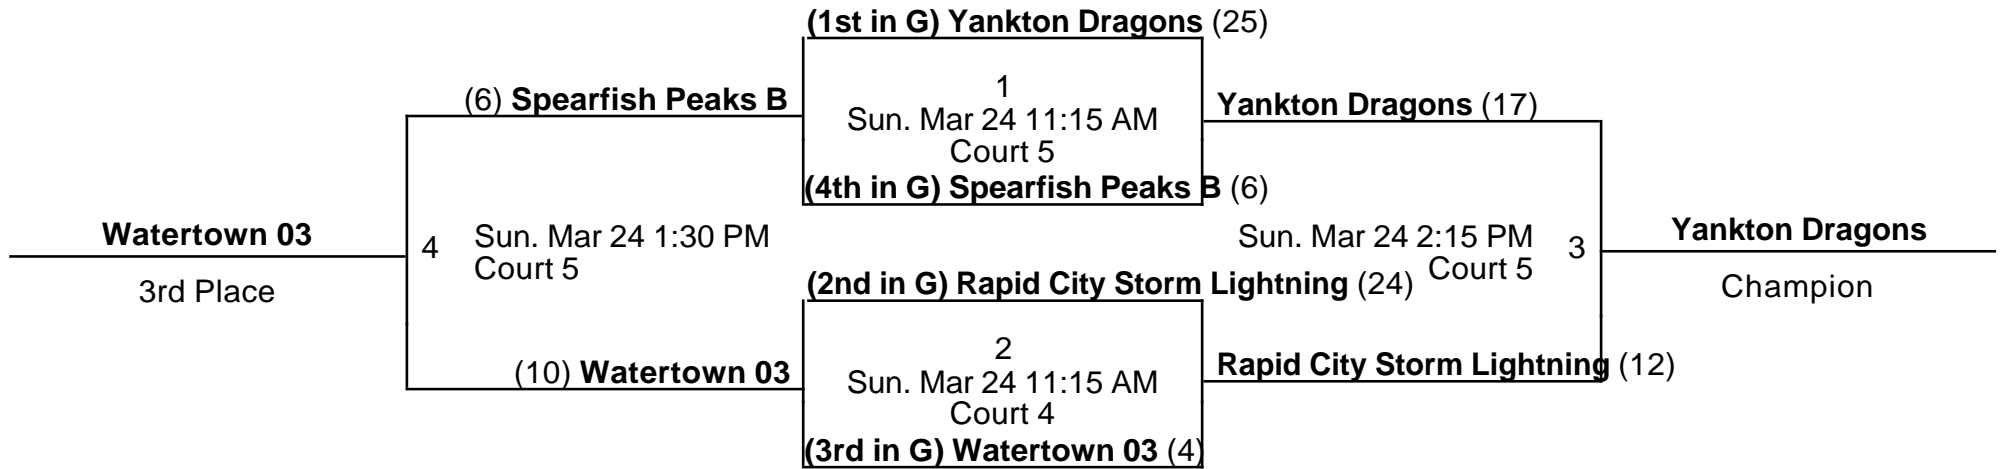 (1st in G) Yankton Dragons (25)
(6) Spearfish Peaks B
1
Sun. Mar 24 11:15 AM
Court 5
Yankton Dragons (17)
(4th in G) Spearfish Peaks B (6)
Watertown 03
3rd Place
4
Sun. Mar 24 1:30 PM
Court 5
Sun. Mar 24 2:15 PM
Court 5
3
Yankton Dragons
Champion
(2nd in G) Rapid City Storm Lightning (24)
(10) Watertown 03
2
Sun. Mar 24 11:15 AM
Court 4
Rapid City Storm Lightning (12)
(3rd in G) Watertown 03 (4)